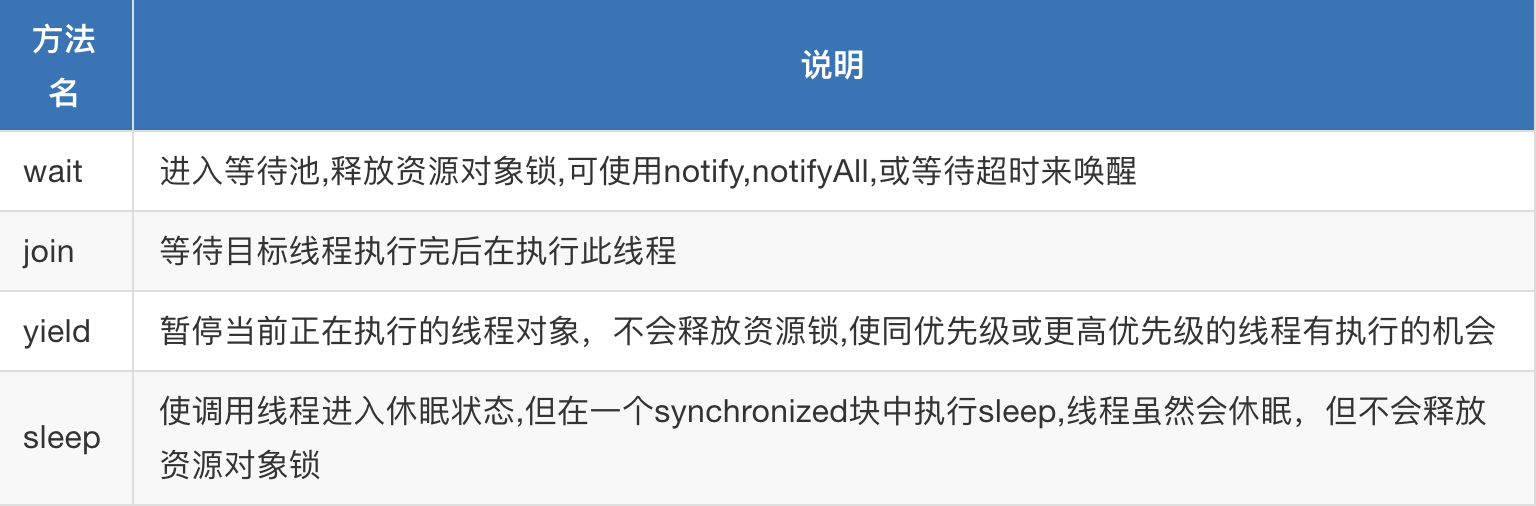 方法
名
说明
wait
进入等待池,释放资源对象锁,可使用notify,notifyAll,或等待超时来唤醒
join
等待目标线程执行完后在执行此线程
yield
暂停当前正在执行的线程对象，不会释放资源锁,使同优先级或更高优先级的线程有执行的机会
sleep
使调用线程进入休眠状态,但在一个synchronized块中执行sleep,线程虽然会休眠，但不会释放
资源对象锁